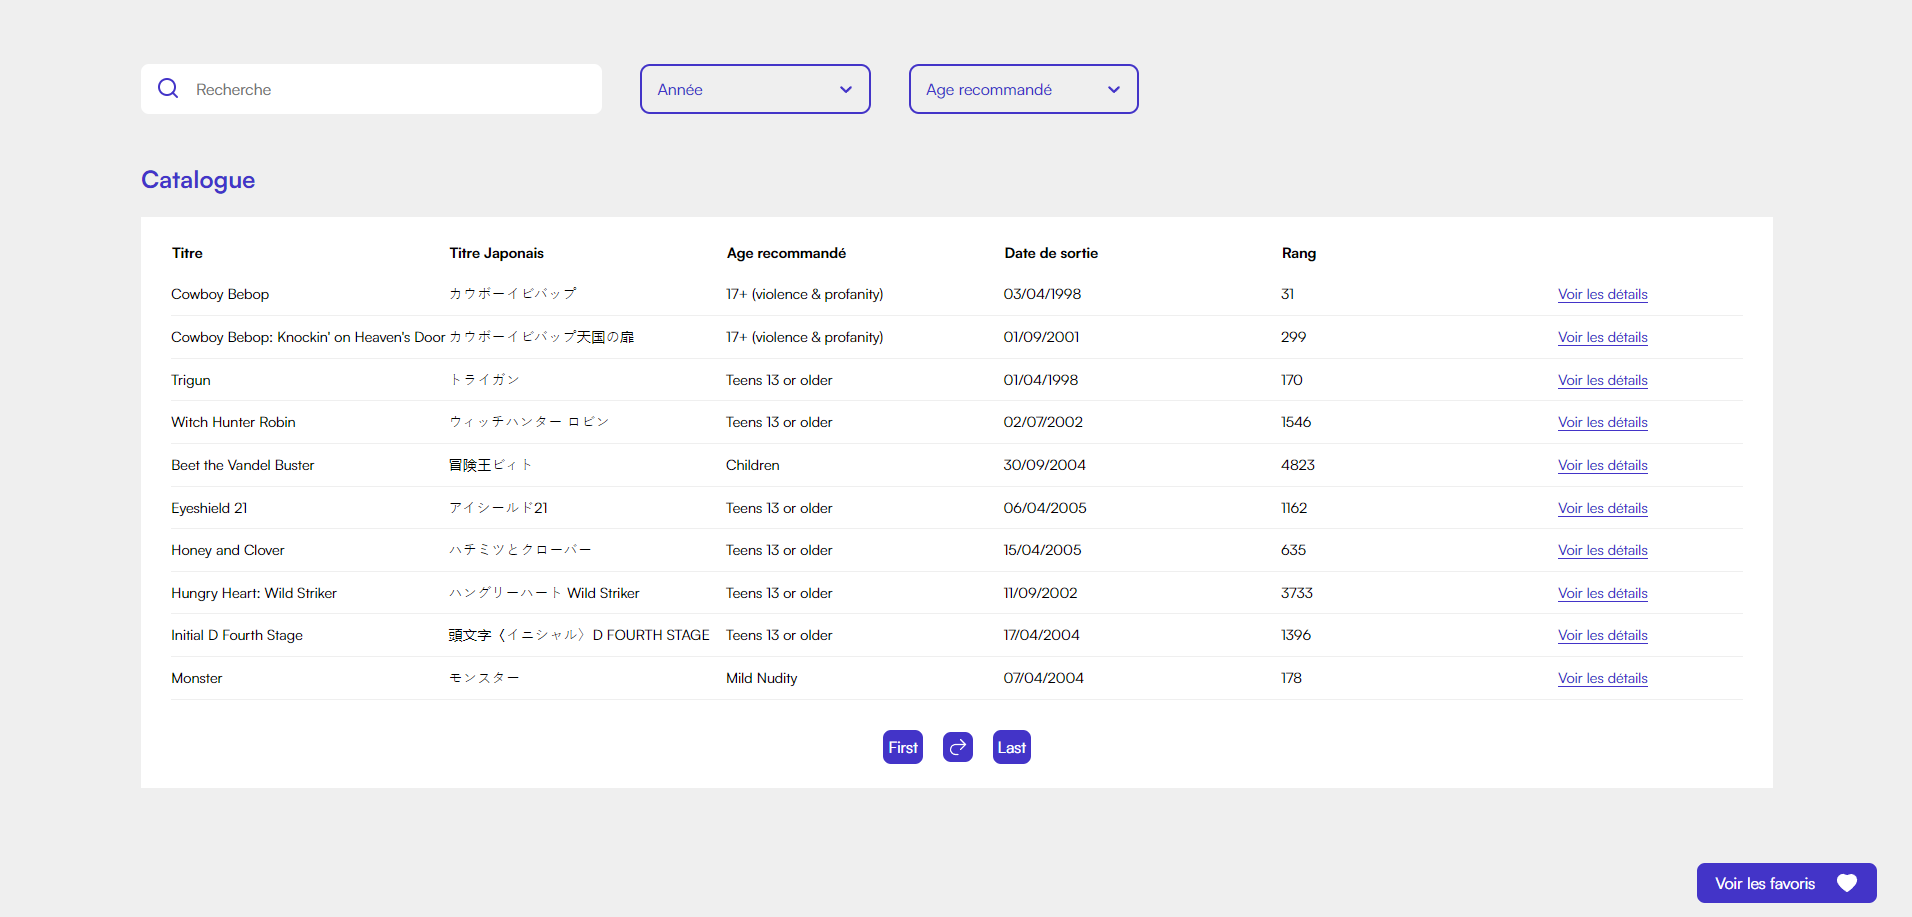 Recherche Année Age recommandé
Catalogue
Titre Titre Japonais Age recommandé Date de sortie Rang
Cowboy Bebop カウボーイビバップ 17+ (violence & profanity) 03/04/1998 31 Voir les détails
Cowboy Bebop: Knockin' on Heaven's Door カウボーイビバップ天国の扉 17+ (violence & profanity) 01/09/2001 299 Voir les détails
Trigun トライガン Teens 13 or older 01/04/1998 170 Voir les détails
Witch Hunter Robin ウィッチハンター ロビン Teens 13 or older 02/07/2002 1546 Voir les détails
Beet the Vandel Buster 冒険王ビィト Children 30/09/2004 4823 Voir les détails
Eyeshield 21 アイシールド21 Teens 13 or older 06/04/2005 1162 Voir les détails
Honey and Clover ハチミツとクローバー Teens 13 or older 15/04/2005 635 Voir les détails
Hungry Heart: Wild Striker ハングリーハート Wild Striker Teens 13 or older 11/09/2002 3733 Voir les détails
Initial D Fourth Stage 頭文字〈イニシャル〉D FOURTH STAGE Teens 13 or older 17/04/2004 1396 Voir les détails
Monster モンスター Mild Nudity 07/04/2004 178 Voir les détails
First Last
Voir les favoris